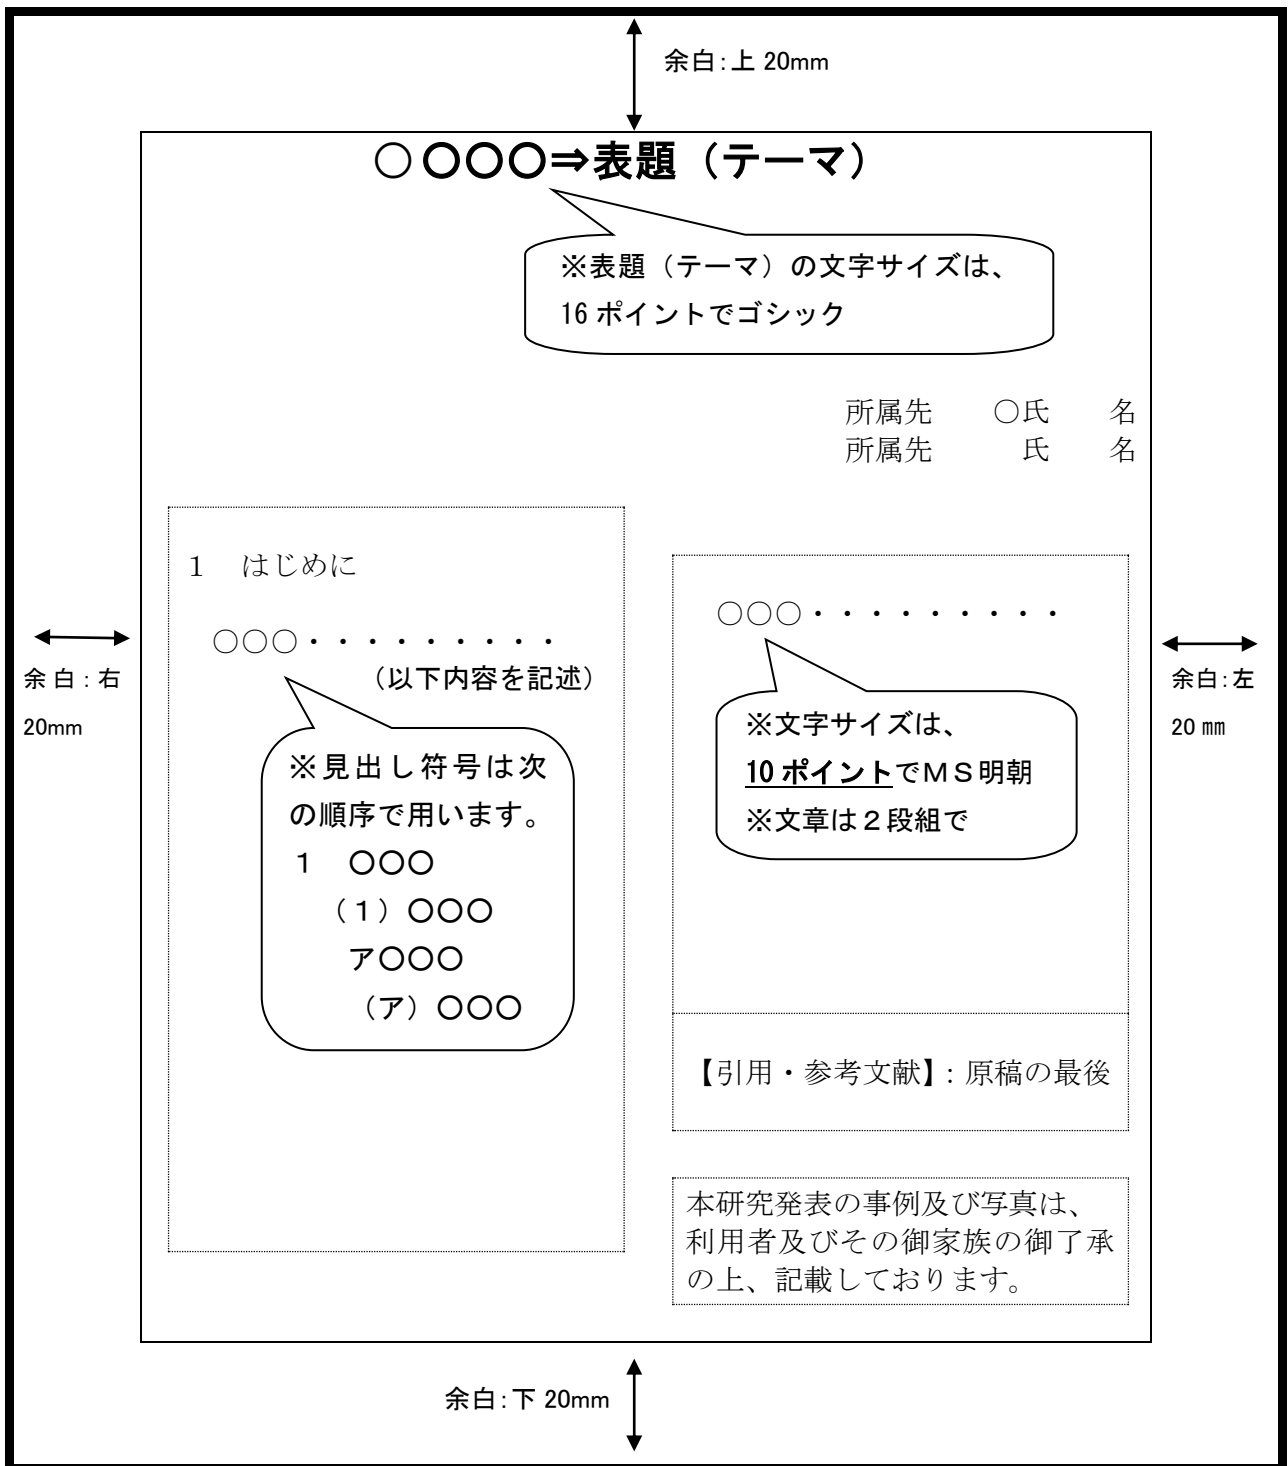 余白：上 20mm
○ ○○○⇒表題（テーマ）
※表題（テーマ）の文字サイズは、
16 ポイントでゴシック
所属先　　○氏　　名
所属先　　　氏　　名
1　はじめに
○○○・・・・・・・・・
（以下内容を記述）
余白：右
20mm
※見出し符号は次
の順序で用います。
1　○○○
（1）○○○
ア○○○
（ア）○○○
○○○・・・・・・・・・
※文字サイズは、
10 ポイントでＭＳ明朝
※文章は２段組で
【引用・参考文献】：原稿の最後
本研究発表の事例及び写真は、
利用者及びその御家族の御了承
の上、記載しております。
余白：左
20 ㎜
余白：下 20mm